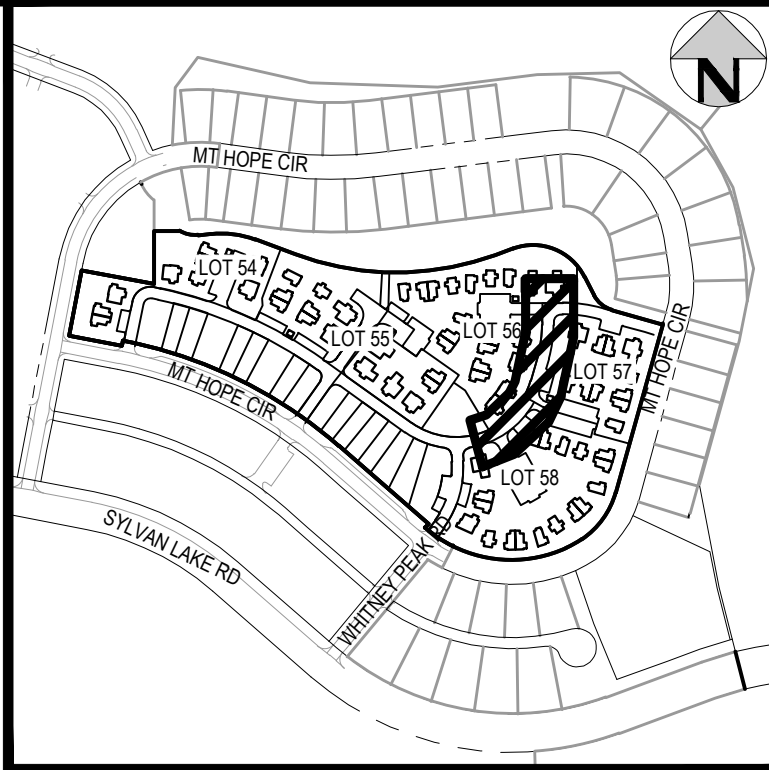 N
MT HOPE CIR
LOT 54
LOT 55
LOT 56
LOT 57
MT HOPE CIR
MT HOPE CIR
LOT 58
SYLVAN LAKE RD
WHITNEY PEAK RD